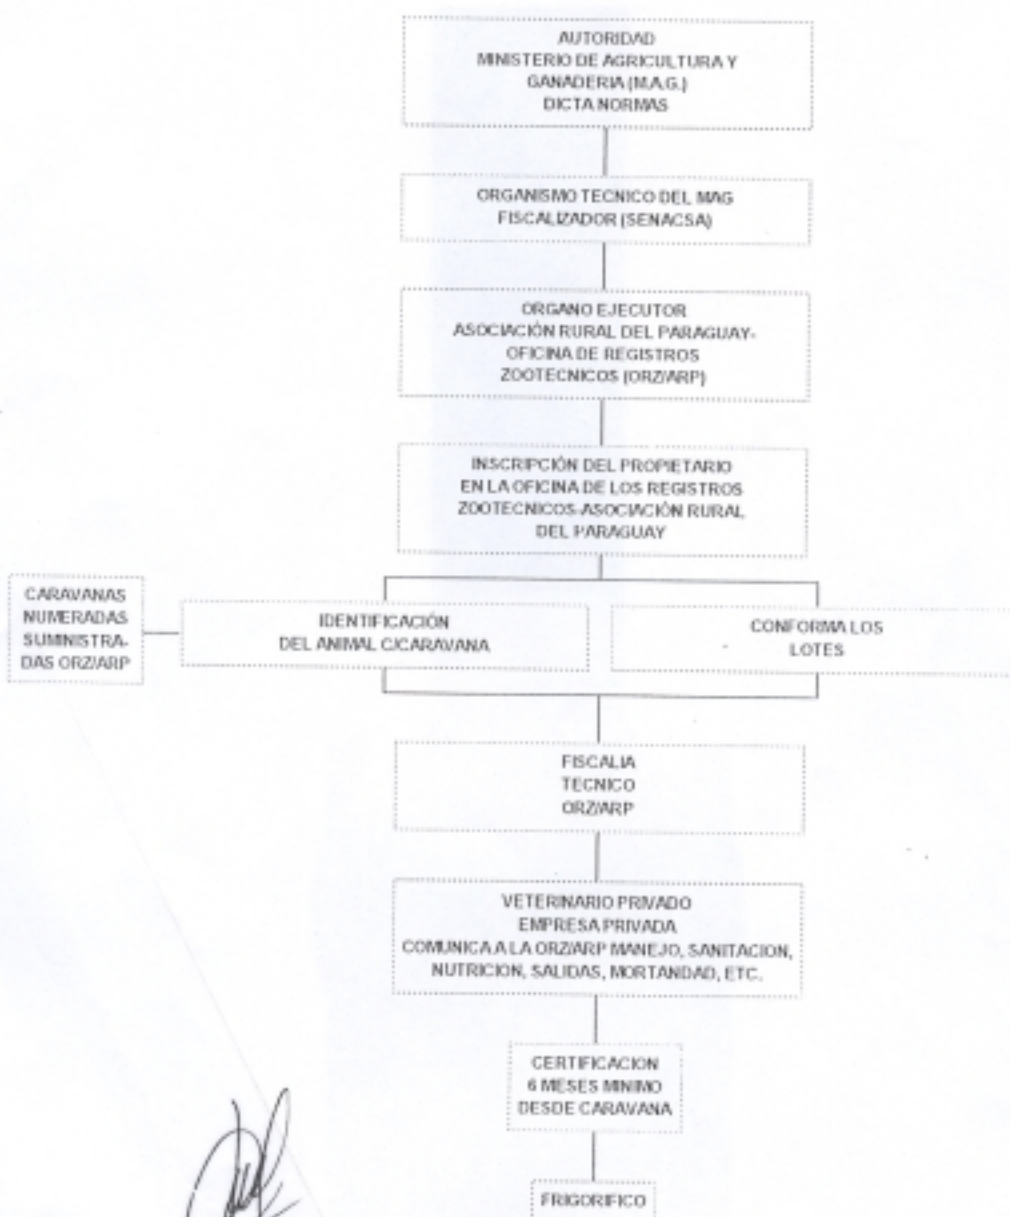 AUTORIDAD
MINISTERIO DE AGRICULTURA Y
GANADERIA (M.A.G.)
DICTA NORMAS
ORGANISMO TECNICO DEL MAG
FISCALIZADOR (SENACSA)
ORGANO EJECUTOR
ASOCIACIÓN RURAL DEL PARAGUAY-
OFICINA DE REGISTROS
ZOOTECNICOS (ORZ/ARP)
INSCRIPCIÓN DEL PROPIETARIO
EN LA OFICINA DE LOS REGISTROS
ZOOTECNICOS-ASOCIACIÓN RURAL
DEL PARAGUAY
CARAVANAS
NUMERADAS
SUMINISTRA-
DAS ORZ/ARP
IDENTIFICACIÓN
DEL ANIMAL C/CARAVANA
CONFORMA LOS
LOTES
FISCALIA
TECNICO
ORZ/ARP
VETERINARIO PRIVADO
EMPRESA PRIVADA
COMUNICA A LA ORZ/ARP MANEJO, SANITACION,
NUTRICION, SALIDAS, MORTANDAD, ETC.
CERTIFICACION
6 MESES MINIMO
DESDE CARAVANA
FRIGORIFICO